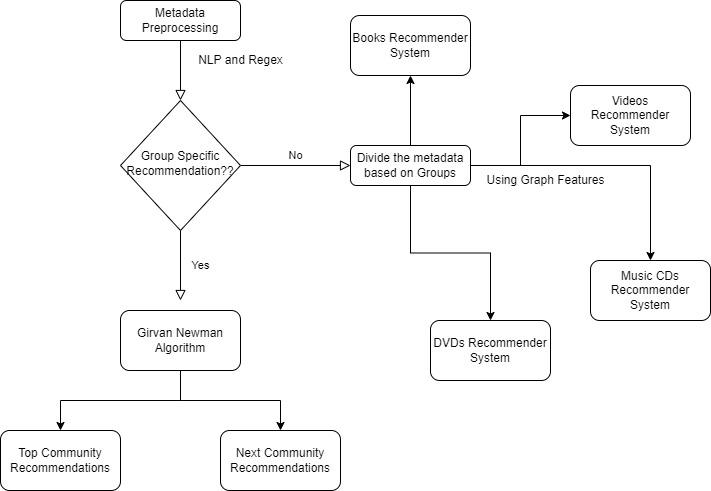 Metadata
Preprocessing
NLP and Regex
Books Recommender
System
Videos
Recommender
System
Group Specific
Recommendation??
No
Divide the metadata
based on Groups
Using Graph Features
Yes
Music CDs
Recommender
System
Girvan Newman
Algorithm
DVDs Recommender
System
Top Community
Recommendations
Next Community
Recommendations